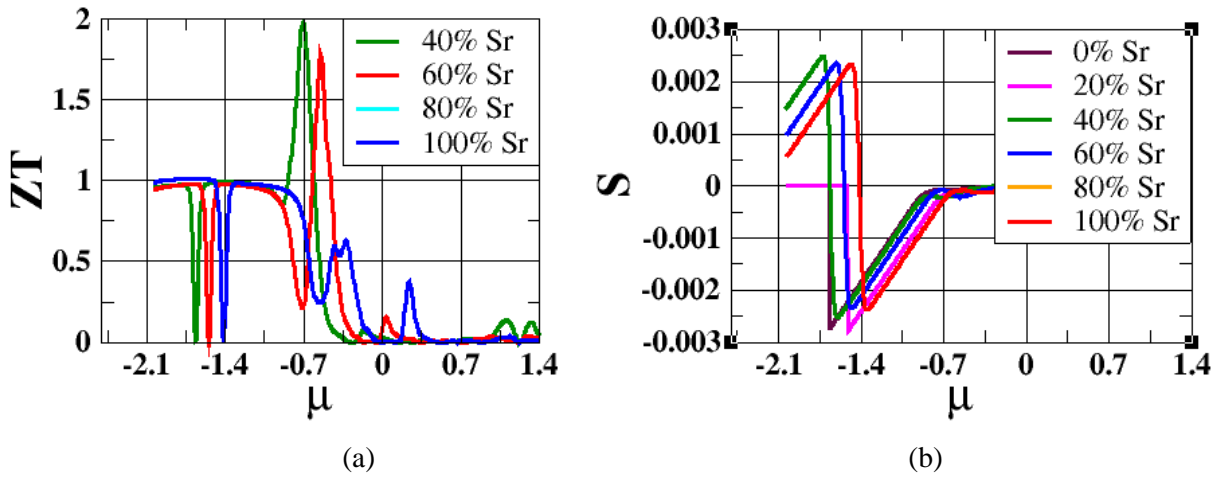 2
1.5
1
0.5
0
ZT
-2.1 -1.4 -0.7 0 0.7 1.4
μ
40% Sr
60% Sr
80% Sr
100% Sr
(a)
0.003
0.002
0.001
0
-0.001
-0.002
-0.003
S
-2.1 -1.4 -0.7 0 0.7 1.4
μ
0% Sr
20% Sr
40% Sr
60% Sr
80% Sr
100% Sr
(b)